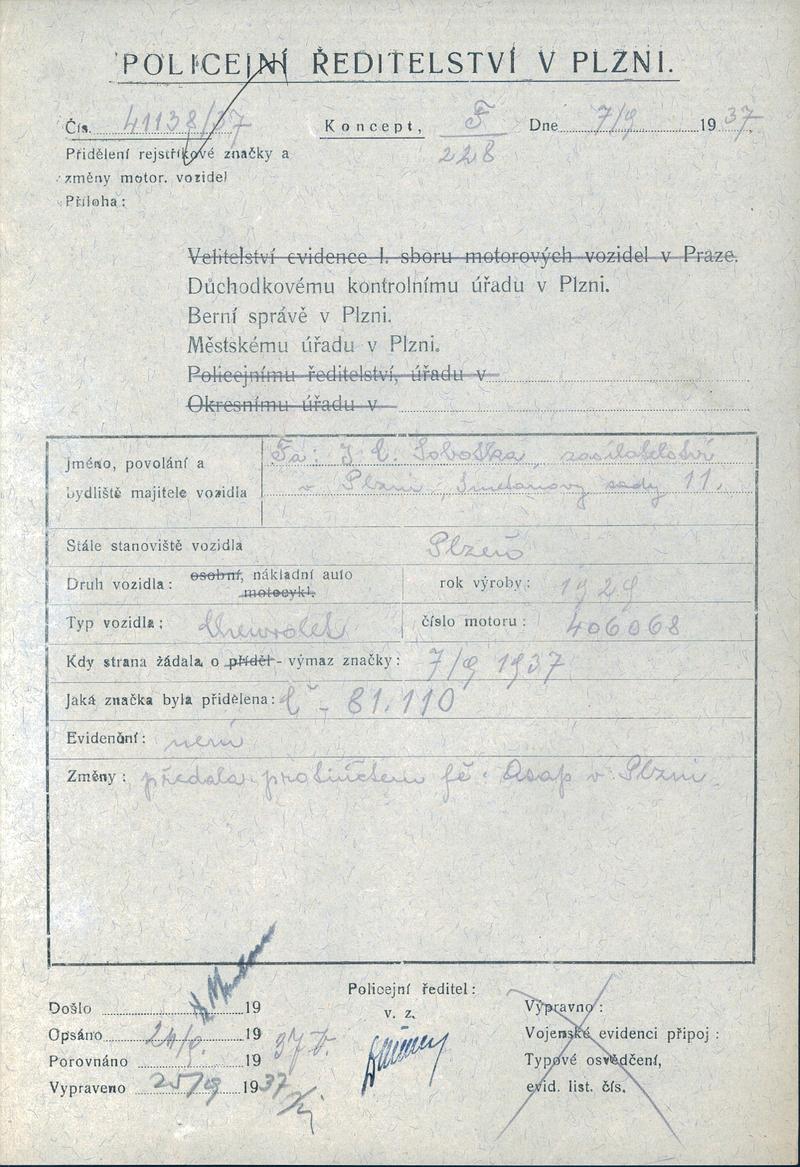 POLICEJNÍ ŘEDITELSTVÍ V PLZNI.
Čís. 41138/37 Koncept, F Dne 7/9 1937
228
Přidělení rejstříkové značky a
změny motor. vozidel
Příloha:
Velitelství evidence I. sboru motorových vozidel v Praze.
Důchodkovému kontrolnímu úřadu v Plzni.
Berní správě v Plzni.
Městskému úřadu v Plzni.
Policejnímu ředitelství, úřadu v
Okresnímu úřadu v
jméno, povolání a Fa: J. C. Sobotka, zasilatelství
bydliště majitele vozidla v Plzni, Smetanovy sady 11.
Stále stanoviště vozidla Plzeň
Druh vozidla: osobní, nákladní auto rok výroby: 1929
motocykl.
Typ vozidla; Chewrolet číslo motoru: 406068
Kdy strana žádala o příděl - výmaz značky: 7/9 1937
Jaká značka byla přidělena: Č - 81.110
Evidenční: není
Změny: předala protiúčtem fě. Asap v Plzni.
Policejní ředitel:
Došlo 19 v. z. Výpravno:
Opsáno 24/9. 1937 Vojenské evidenci připoj:
Porovnáno 19 Typové osvědčení,
Vypraveno 25/9 1937 evid. list. čís.